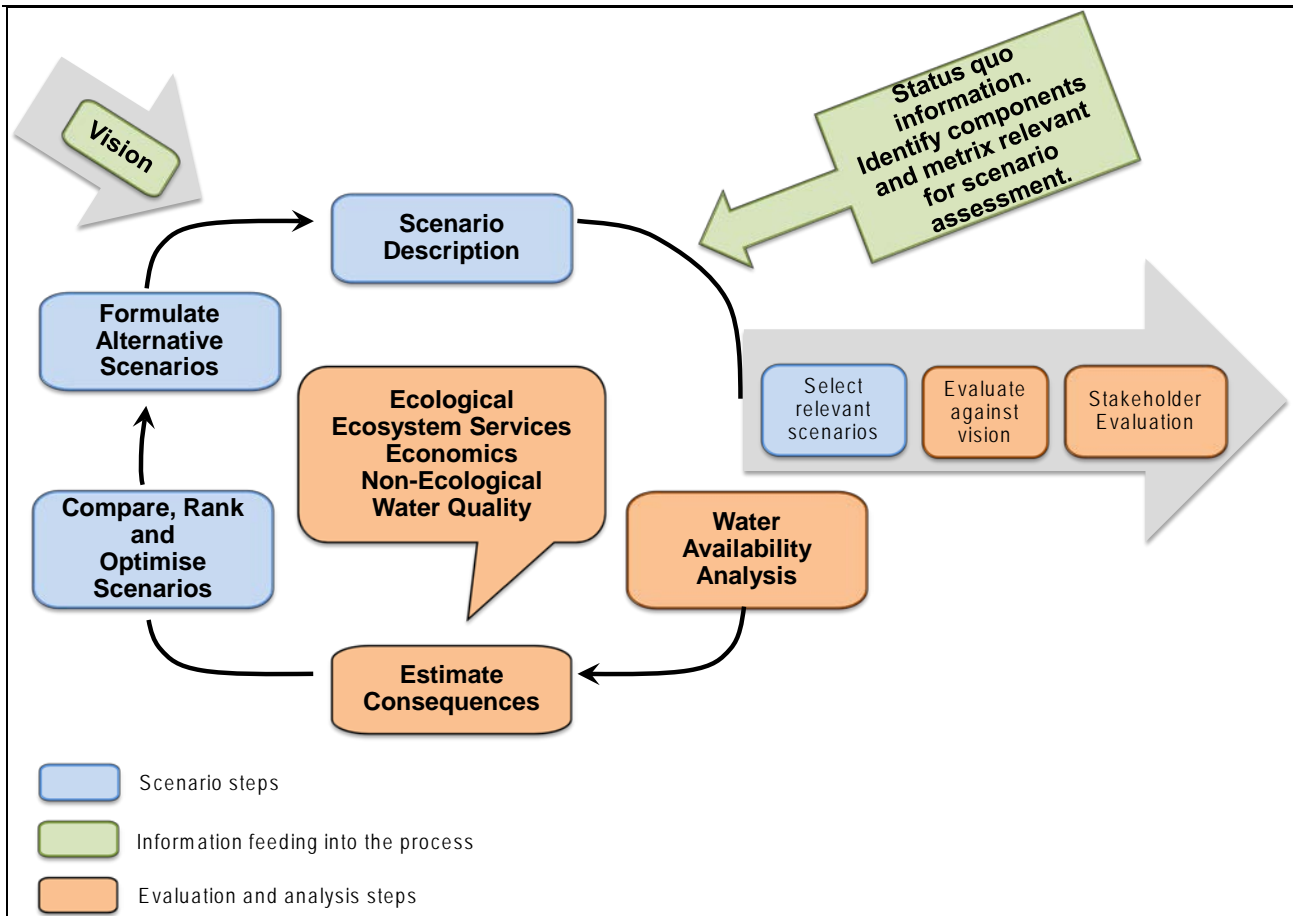 Vision
Status quo
information.
Identify components
and metrix relevant
for scenario
assessment.
Scenario
Description
Formulate
Alternative
Scenarios
Select
relevant
scenarios
Evaluate
against
vision
Stakeholder
Evaluation
Ecological
Ecosystem Services
Economics
Non-Ecological
Water Quality
Compare, Rank
and
Optimise
Scenarios
Water
Availability
Analysis
Estimate
Consequences
Scenario steps
Information feeding into the process
Evaluation and analysis steps